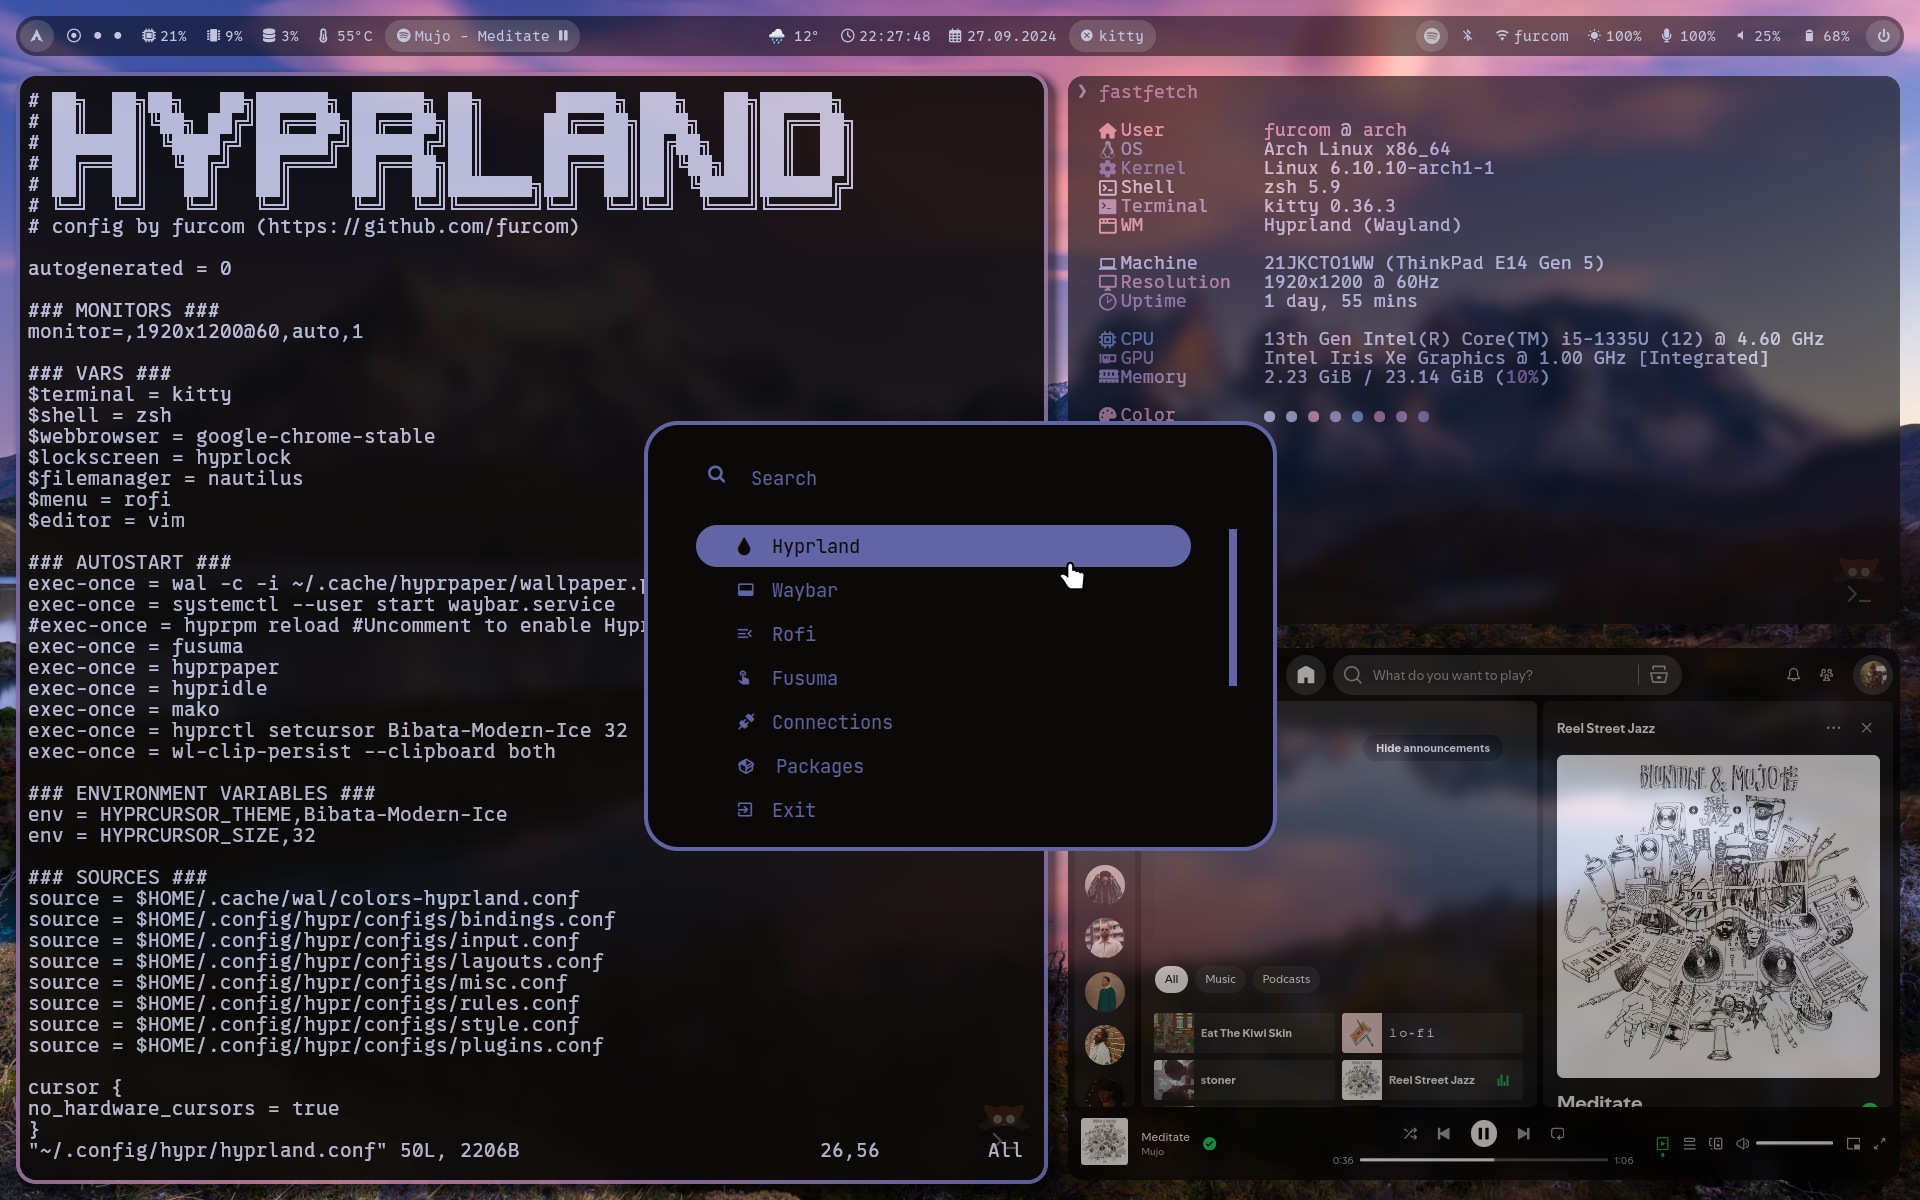 21% 9% 3% 55°C Mujo - Meditate 12° 22:27:48 27.09.2024 kitty furcom 100% 100% 25% 68%
# HYPRLAND
#
#
#
#
#
# config by furcom (https://github.com/furcom)
autogenerated = 0
### MONITORS ###
monitor=,1920x1200@60,auto,1
### VARS ###
$terminal = kitty
$shell = zsh
$webbrowser = google-chrome-stable
$lockscreen = hyprlock
$filemanager = nautilus
$menu = rofi
$editor = vim
### AUTOSTART ###
exec-once = wal -c -i ~/.cache/hyprpaper/wallpaper.p
exec-once = systemctl --user start waybar.service
#exec-once = hyprpm reload #Uncomment to enable Hypr
exec-once = fusuma
exec-once = hyprpaper
exec-once = hypridle
exec-once = mako
exec-once = hyprctl setcursor Bibata-Modern-Ice 32
exec-once = wl-clip-persist --clipboard both
### ENVIRONMENT VARIABLES ###
env = HYPRCURSOR_THEME,Bibata-Modern-Ice
env = HYPRCURSOR_SIZE,32
### SOURCES ###
source = $HOME/.cache/wal/colors-hyprland.conf
source = $HOME/.config/hypr/configs/bindings.conf
source = $HOME/.config/hypr/configs/input.conf
source = $HOME/.config/hypr/configs/layouts.conf
source = $HOME/.config/hypr/configs/misc.conf
source = $HOME/.config/hypr/configs/rules.conf
source = $HOME/.config/hypr/configs/style.conf
source = $HOME/.config/hypr/configs/plugins.conf
cursor {
no_hardware_cursors = true
}
"~/.config/hypr/hyprland.conf" 50L, 2206B 26,56 All
❯ fastfetch
User furcom @ arch
OS Arch Linux x86_64
Kernel Linux 6.10.10-arch1-1
Shell zsh 5.9
Terminal kitty 0.36.3
WM Hyprland (Wayland)
Machine 21JKCTO1WW (ThinkPad E14 Gen 5)
Resolution 1920x1200 @ 60Hz
Uptime 1 day, 55 mins
CPU 13th Gen Intel(R) Core(TM) i5-1335U (12) @ 4.60 GHz
GPU Intel Iris Xe Graphics @ 1.00 GHz [Integrated]
Memory 2.23 GiB / 23.14 GiB (10%)
Color
Search
Hyprland
Waybar
Rofi
Fusuma
Connections
Packages
Exit
What do you want to play?
Hide announcements
All Music Podcasts
Eat The Kiwi Skin lo-fi
stoner Reel Street Jazz
Reel Street Jazz
BLUNTONE & MUJO
REEL
STREET
JAZZ
Meditate
Meditate
Mujo
0:36 1:06